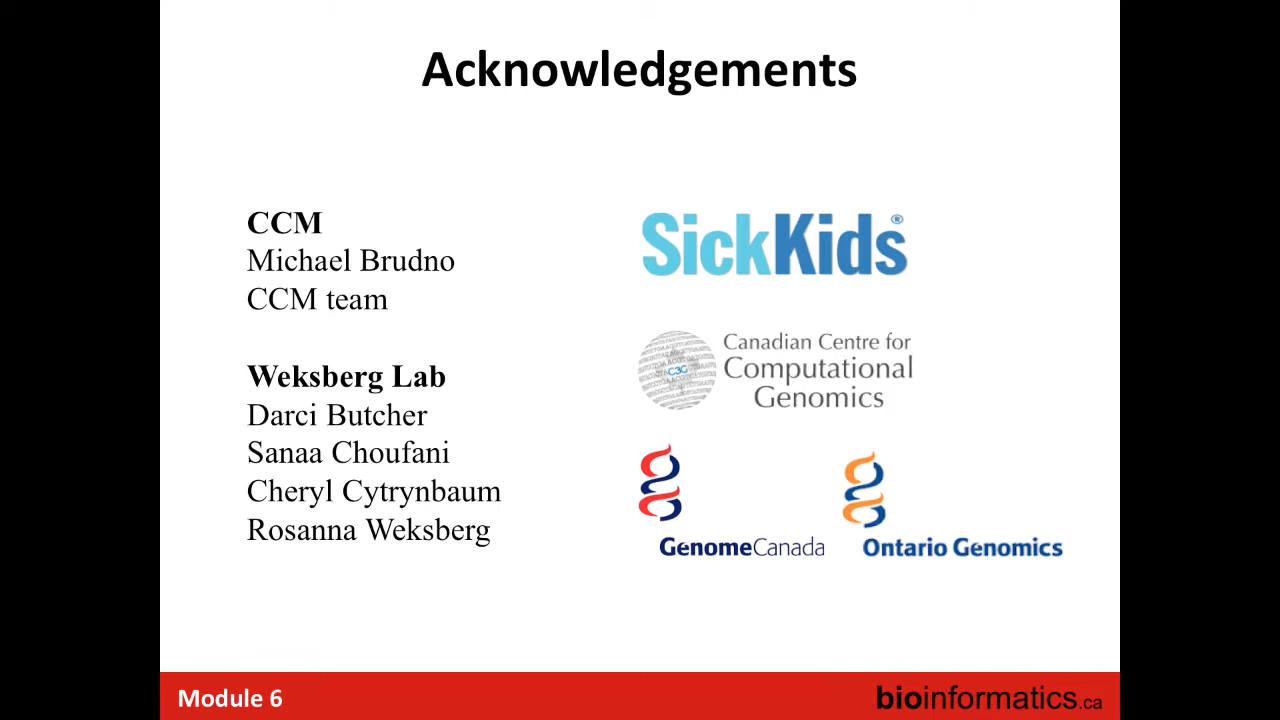 Acknowledgements
CCM
Michael Brudno
CCM team
Weksberg Lab
Darci Butcher
Sanaa Choufani
Cheryl Cytrynbaum
Rosanna Weksberg
SickKids®
C3G
Canadian Centre for
Computational
Genomics
GenomeCanada
Ontario Genomics
Module 6
bioinformatics.ca